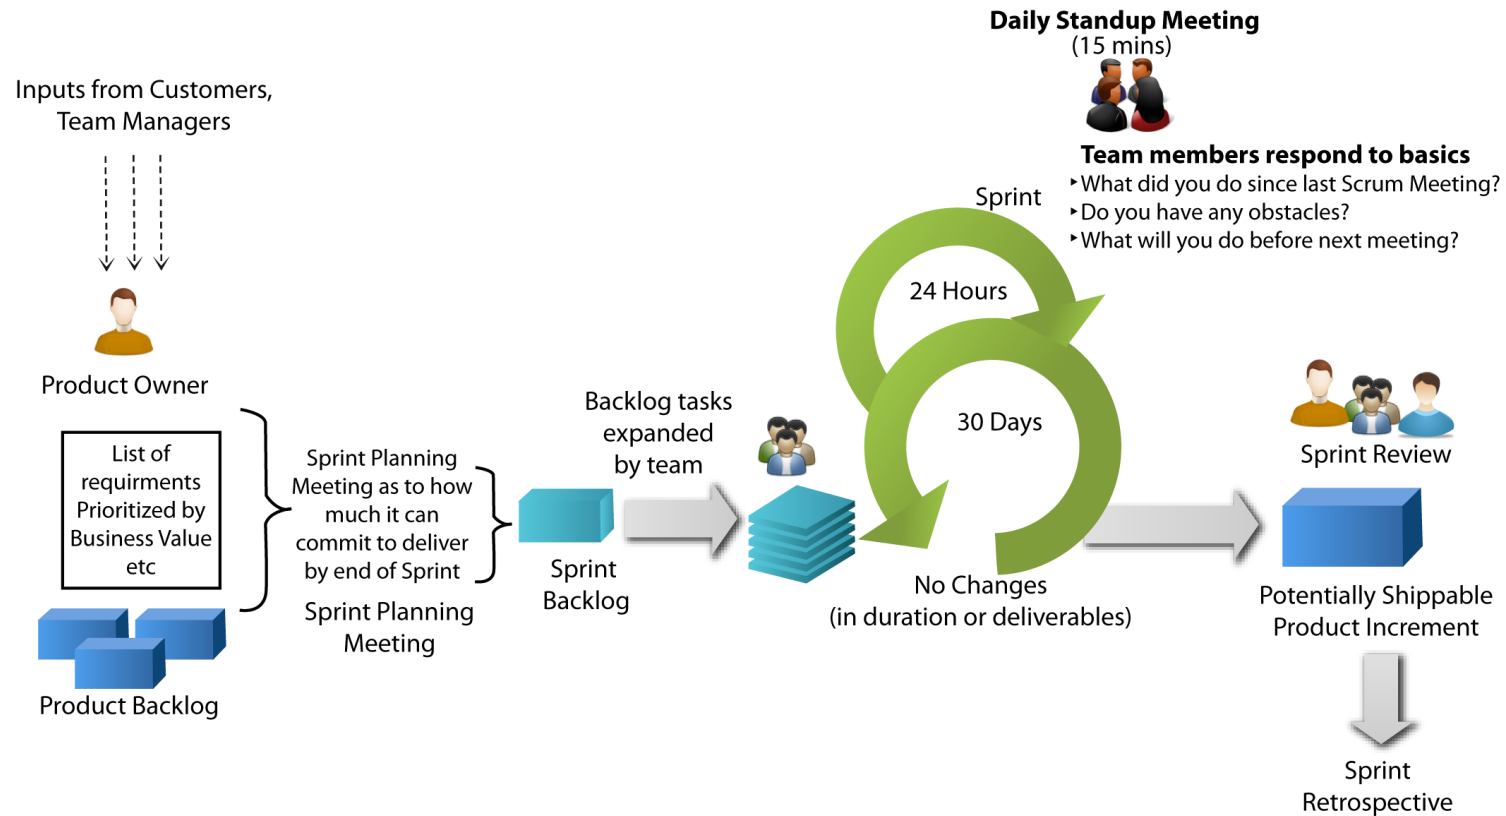 Inputs from Customers,
Team Managers
Product Owner
List of
requirments
Prioritized by
Business Value
etc
Product Backlog
Sprint Planning
Meeting as to how
much it can
commit to deliver
by end of Sprint
Sprint Planning
Meeting
Sprint
Backlog
Backlog tasks
expanded
by team
Daily Standup Meeting
(15 mins)
Team members respond to basics
‣What did you do since last Scrum Meeting?
‣Do you have any obstacles?
‣What will you do before next meeting?
Sprint
24 Hours
30 Days
No Changes
(in duration or deliverables)
Sprint Review
Potentially Shippable
Product Increment
Sprint
Retrospective